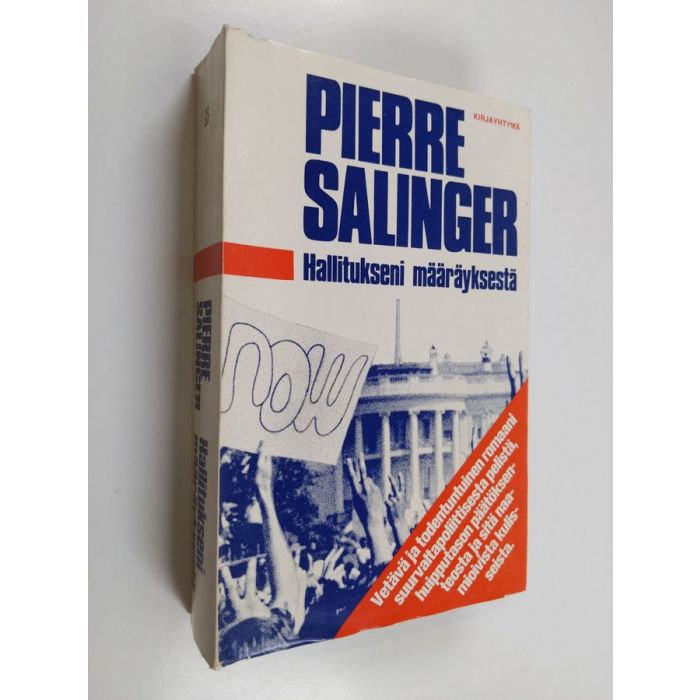 PIERRE
SALINGER
KIRJAYHTYMÄ
Hallitukseni määräyksestä
now
Vetävä ja todentuntuinen romaani
suurvaltapoliittisesta pelistä,
huipputason päätöksen-
teosta ja sitä naa-
mioivista kulis-
seista.
PIERRE
SALINGER
Hallitukseni
määräyksestä